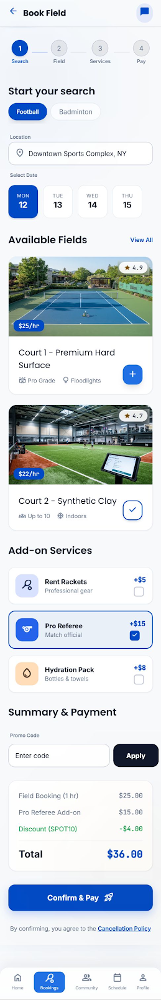 Book Field
1
2
3
4
Search
Field
Services
Pay
Start your search
Football
Badminton
Location
Downtown Sports Complex, NY
Select Date
MON
TUE
WED
THU
12
13
14
15
Available Fields
View All
4.9
$25/hr
Court 1 - Premium Hard
Surface
Pro Grade
Floodlights
4.7
$22/hr
Court 2 - Synthetic Clay
Up to 10
Indoors
Add-on Services
Rent Rackets
+$5
Professional gear
Pro Referee
+$15
Match official
Hydration Pack
+$8
Bottles & towels
Summary & Payment
Promo Code
Enter code
Apply
Field Booking (1 hr)
$25.00
Pro Referee Add-on
$15.00
Discount (SPOT10)
-$4.00
Total
$36.00
Confirm & Pay
By confirming, you agree to the Cancellation Policy
Home
Bookings
Community
Schedule
Profile